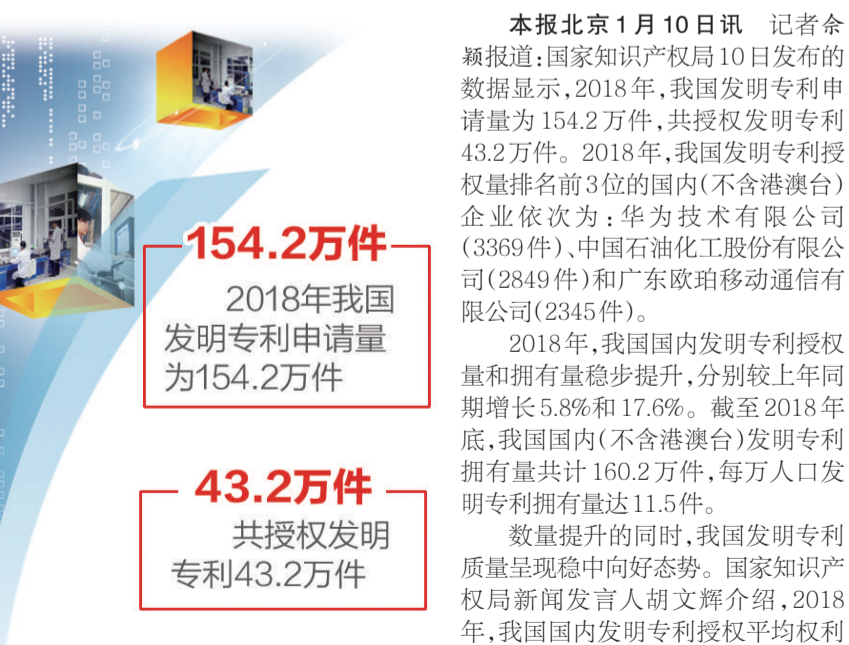 154.2万件
2018年我国
发明专利申请量
为154.2万件
43.2万件
共授权发明
专利43.2万件
本报北京1月10日讯 记者佘
颖报道：国家知识产权局10日发布的
数据显示，2018年，我国发明专利申
请量为154.2万件，共授权发明专利
43.2万件。2018年，我国发明专利授
权量排名前3位的国内（不含港澳台）
企业依次为：华为技术有限公司
（3369件）、中国石油化工股份有限公
司（2849件）和广东欧珀移动通信有
限公司（2345件）。
2018年，我国国内发明专利授权
量和拥有量稳步提升，分别较上年同
期增长5.8%和17.6%。截至2018年
底，我国国内（不含港澳台）发明专利
拥有量共计160.2万件，每万人口发
明专利拥有量达11.5件。
数量提升的同时，我国发明专利
质量呈现稳中向好态势。国家知识产
权局新闻发言人胡文辉介绍，2018
年，我国国内发明专利授权平均权利